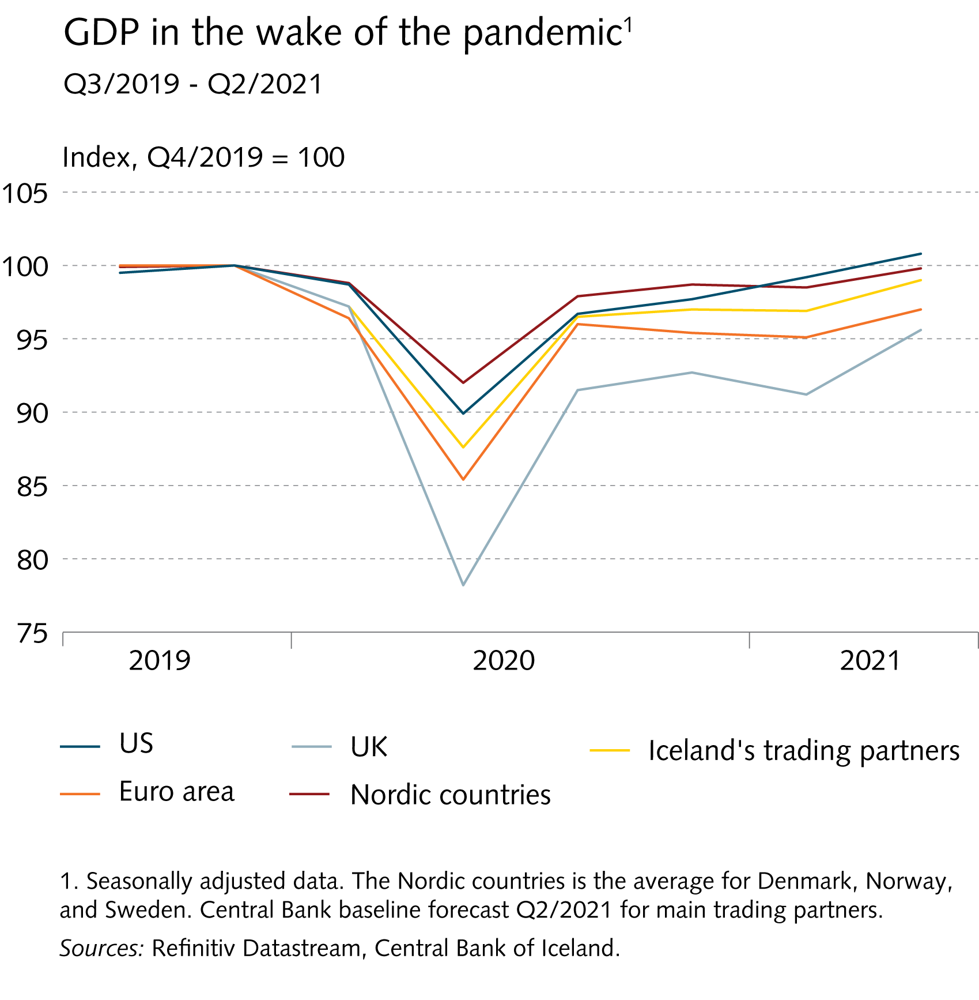 GDP in the wake of the pandemic¹
Q3/2019 - Q2/2021
Index, Q4/2019 = 100
105
100
95
90
85
80
75
2019 2020 2021
US UK Iceland's trading partners
Euro area Nordic countries
1. Seasonally adjusted data. The Nordic countries is the average for Denmark, Norway,
and Sweden. Central Bank baseline forecast Q2/2021 for main trading partners.
Sources: Refinitiv Datastream, Central Bank of Iceland.